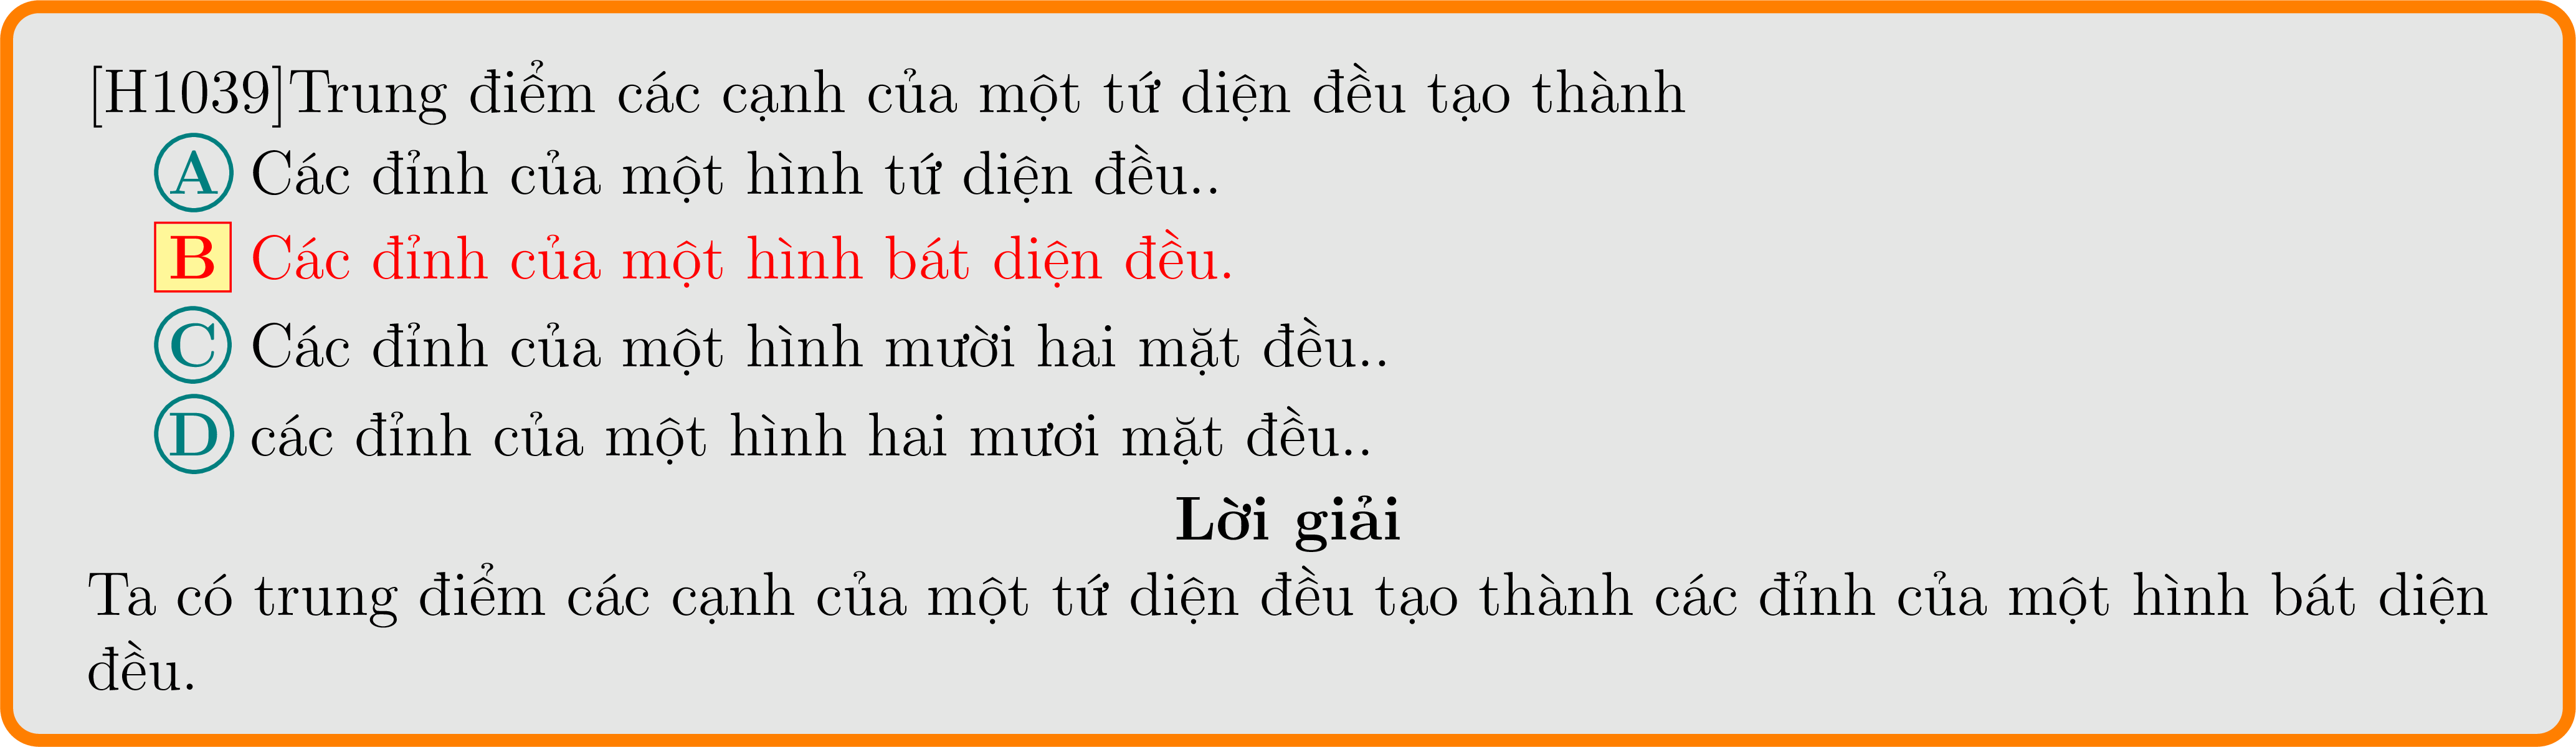 [H1039]Trung điểm các cạnh của một tứ diện đều tạo thành
A Các đỉnh của một hình tứ diện đều..
B Các đỉnh của một hình bát diện đều.
C Các đỉnh của một hình mười hai mặt đều..
D các đỉnh của một hình hai mươi mặt đều..
Lời giải
Ta có trung điểm các cạnh của một tứ diện đều tạo thành các đỉnh của một hình bát diện
đều.